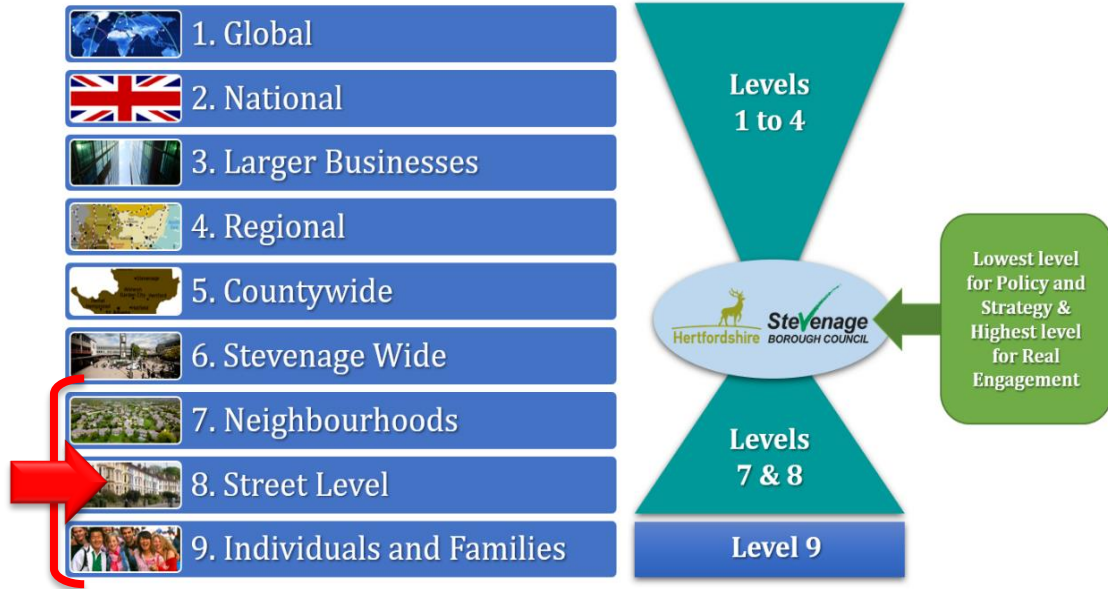 1. Global
2. National
3. Larger Businesses
4. Regional
5. Countywide
6. Stevenage Wide
7. Neighbourhoods
8. Street Level
9. Individuals and Families
Levels
1 to 4
Hertfordshire
Stevenage
BOROUGH COUNCIL
Levels
7 & 8
Level 9
Lowest level
for Policy and
Strategy &
Highest level
for Real
Engagement